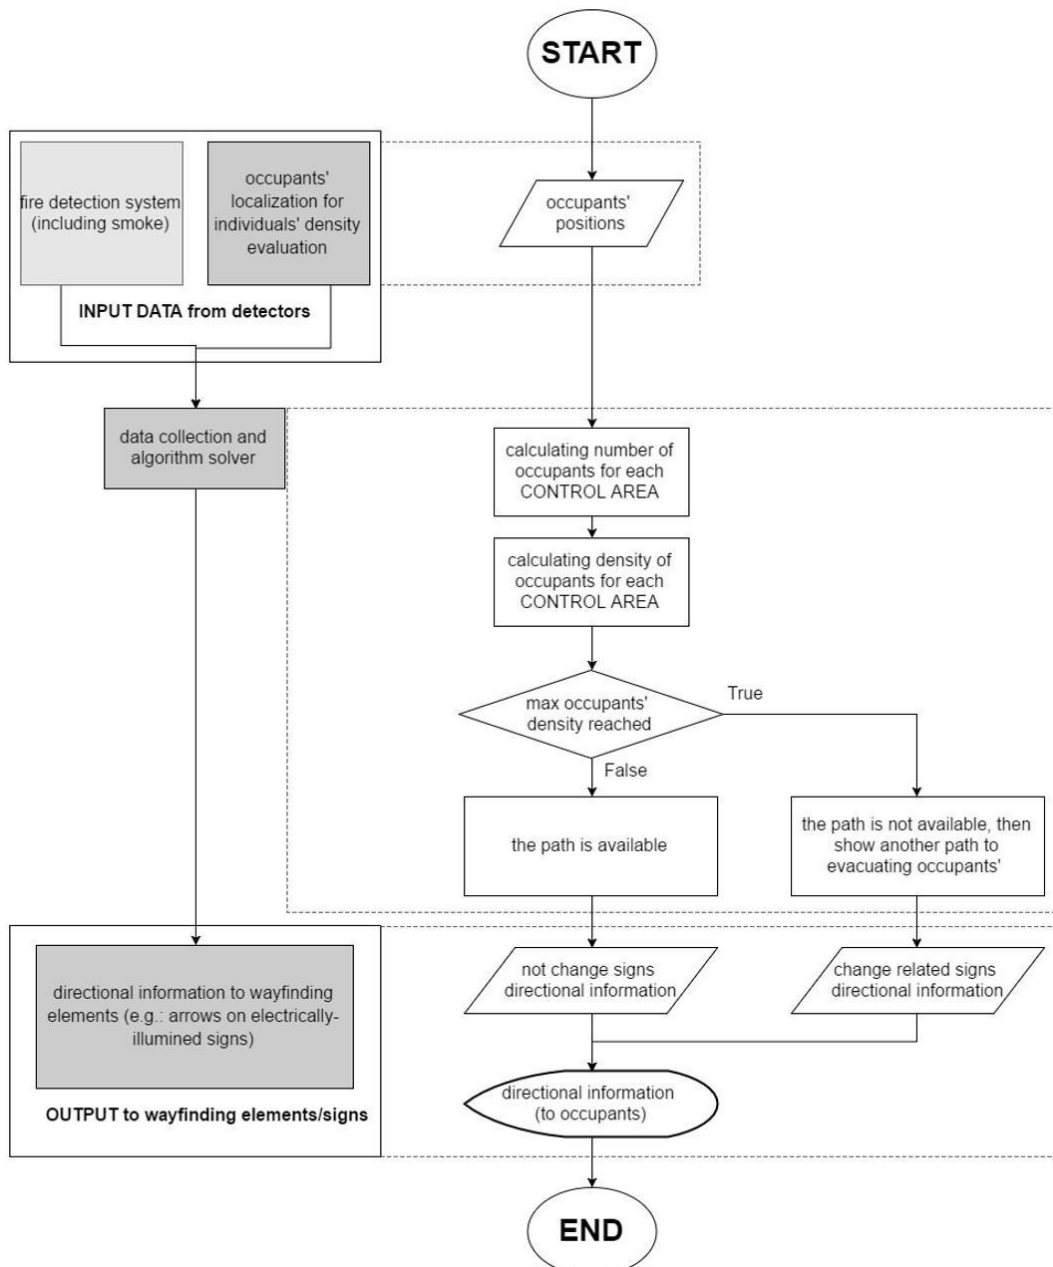 START
fire detection system
(including smoke)
occupants'
localization for
individuals' density
evaluation
INPUT DATA from detectors
occupants'
positions
data collection and
algorithm solver
calculating number of
occupants for each
CONTROL AREA
calculating density of
occupants for each
CONTROL AREA
max occupants'
density reached
True
False
the path is available
the path is not available, then
show another path to
evacuating occupants'
directional information to wayfinding
elements (e.g.: arrows on electrically-
illumined signs)
OUTPUT to wayfinding elements/signs
not change signs
directional information
change related signs
directional information
directional information
(to occupants)
END